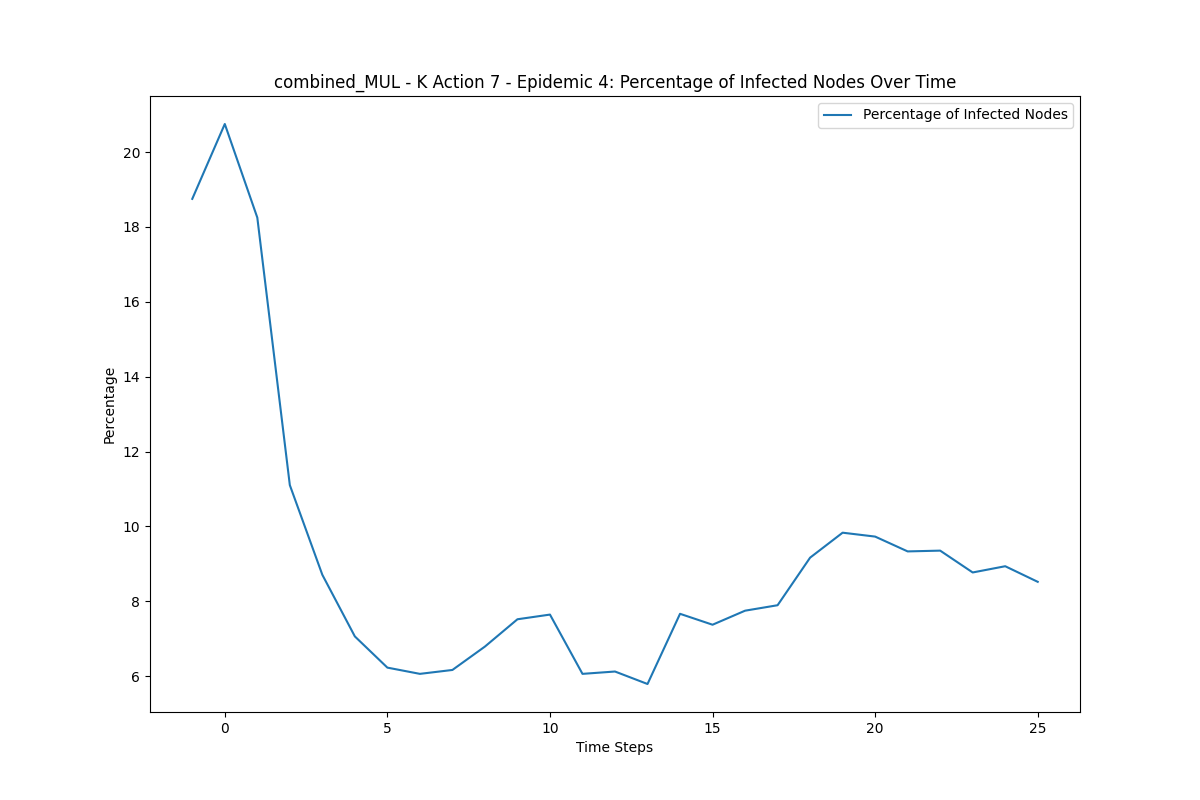 combined_MUL - K Action 7 - Epidemic 4: Percentage of Infected Nodes Over Time
Percentage of Infected Nodes
20
18
16
14
12
10
8
6
Percentage
0 5 10 15 20 25
Time Steps